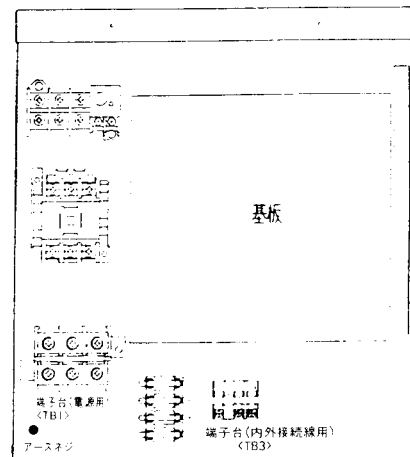 基板
端子台(電源用)
<TB1>
アースネジ
端子台(内外接続線用)
<TB3>